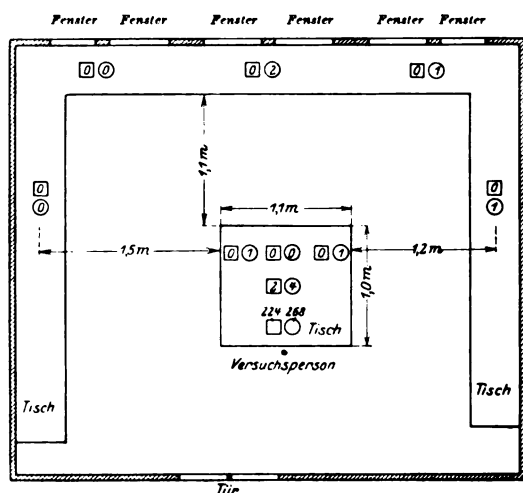 Fenster Fenster Fenster Fenster Fenster Fenster
0 0 0 2 0 1
0
0
0
1
1,1m
1,1m
1,5m
1,2m
1,0m
0 1 0 0 0 1
2 4
224 268
Tisch
Versuchsperson
Tisch
Tisch
Tür